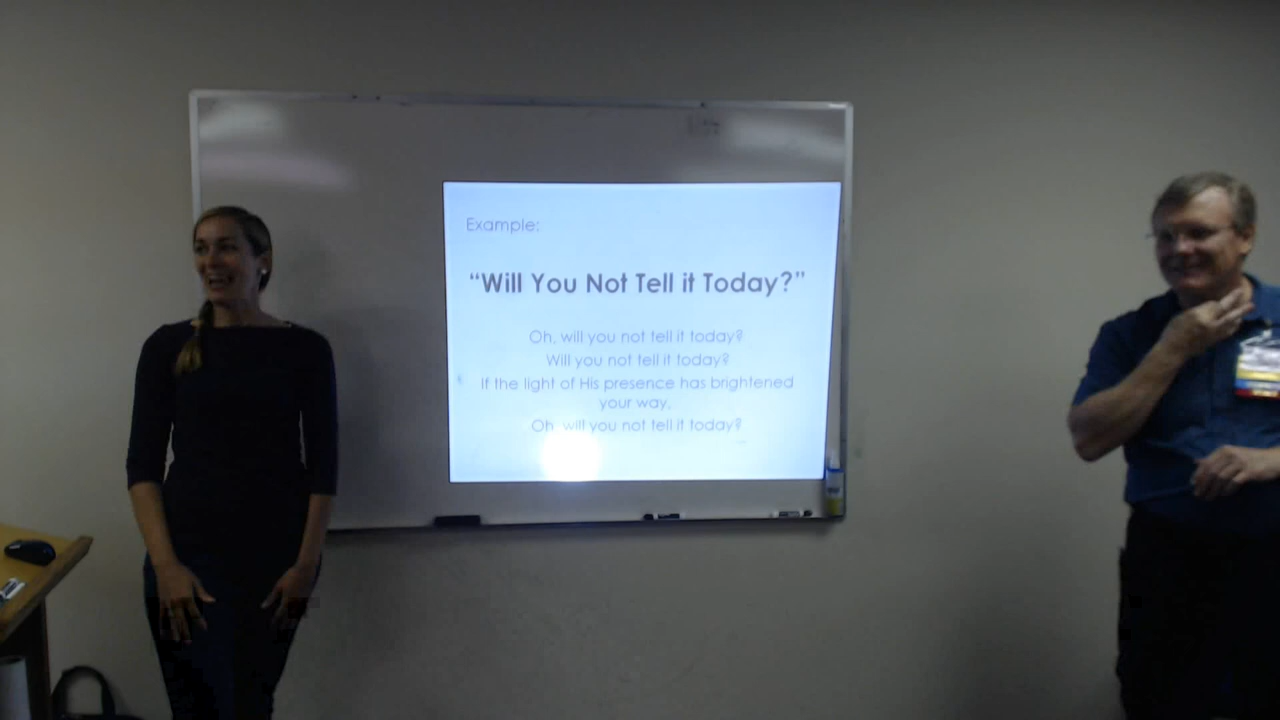 Example:
“Will You Not Tell it Today?”
Oh, will you not tell it today?
Will you not tell it today?
If the light of His presence has brightened
your way,
Oh, will you not tell it today?